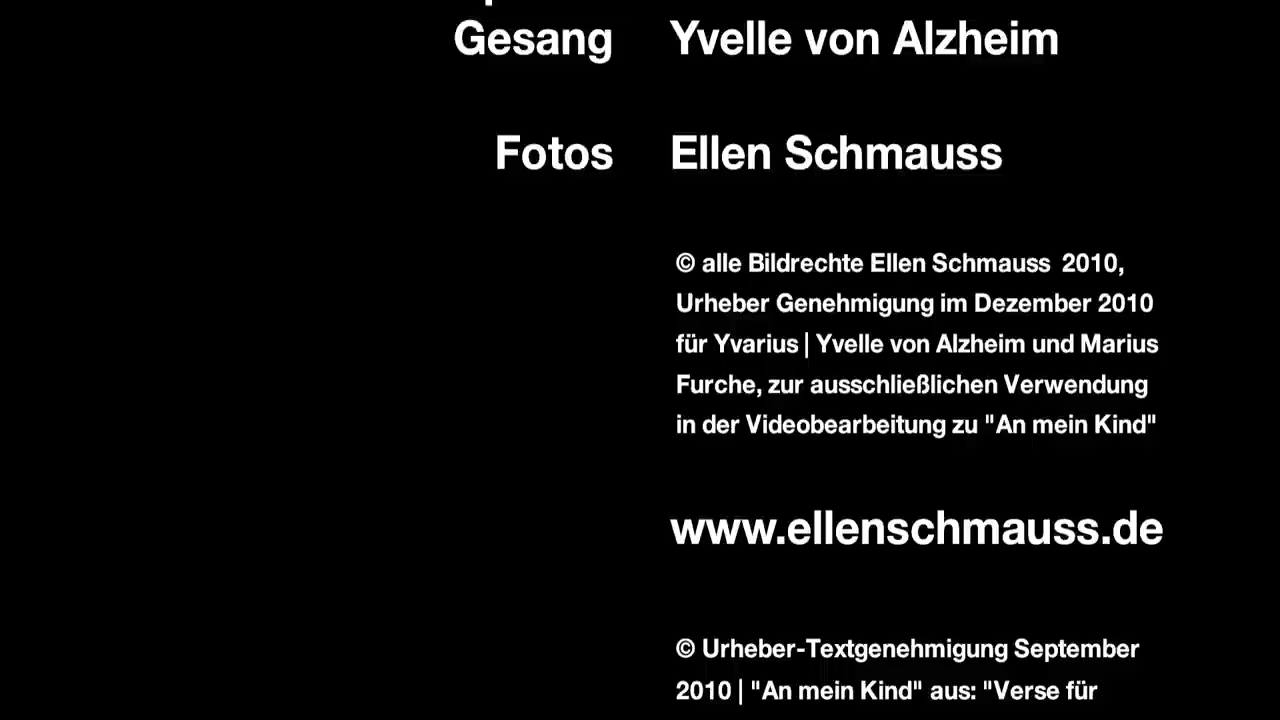 Gesang Yvelle von Alzheim
Fotos Ellen Schmauss
© alle Bildrechte Ellen Schmauss 2010,
Urheber Genehmigung im Dezember 2010
für Yvarius | Yvelle von Alzheim und Marius
Furche, zur ausschließlichen Verwendung
in der Videobearbeitung zu "An mein Kind"
www.ellenschmauss.de
© Urheber-Textgenehmigung September
2010 | "An mein Kind" aus: "Verse für